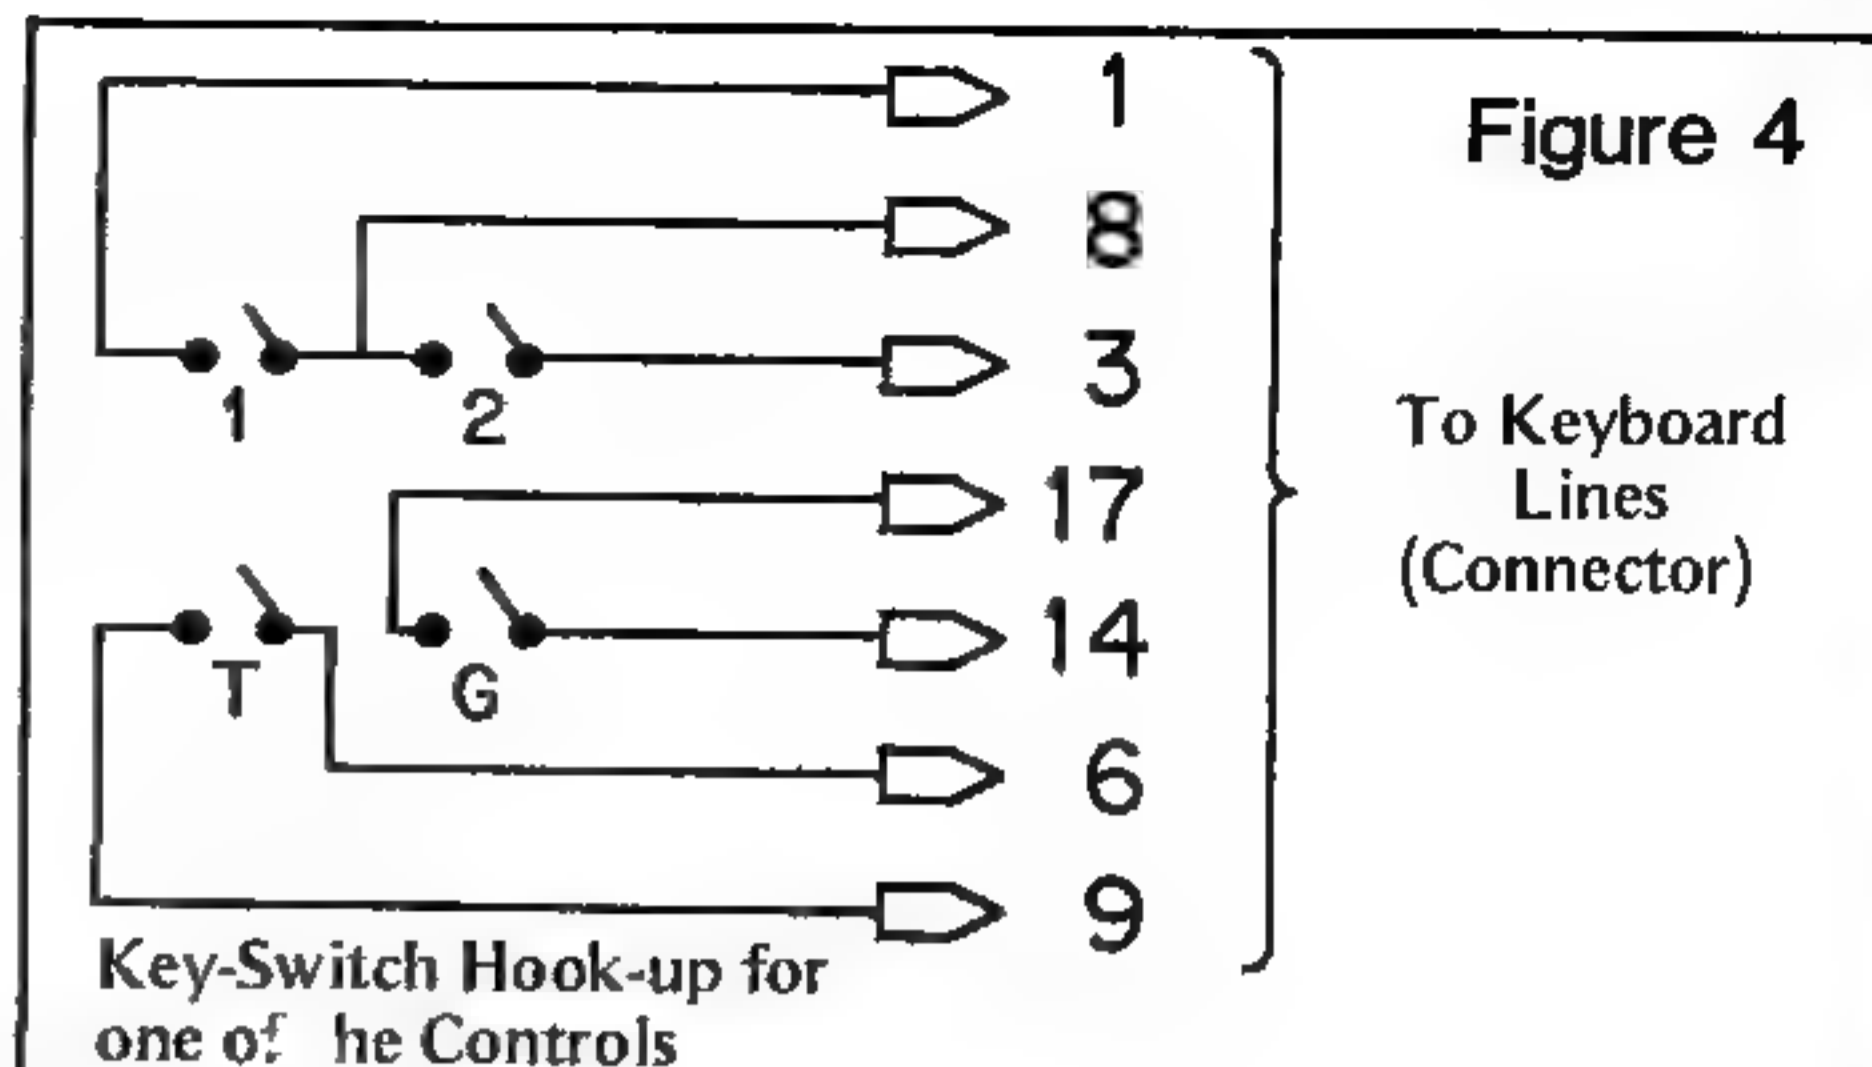 1
Figure 4
8
3
1 2
To Keyboard
Lines
(Connector)
17
14
T G
6
9
Key-Switch Hook-up for
one of he Controls